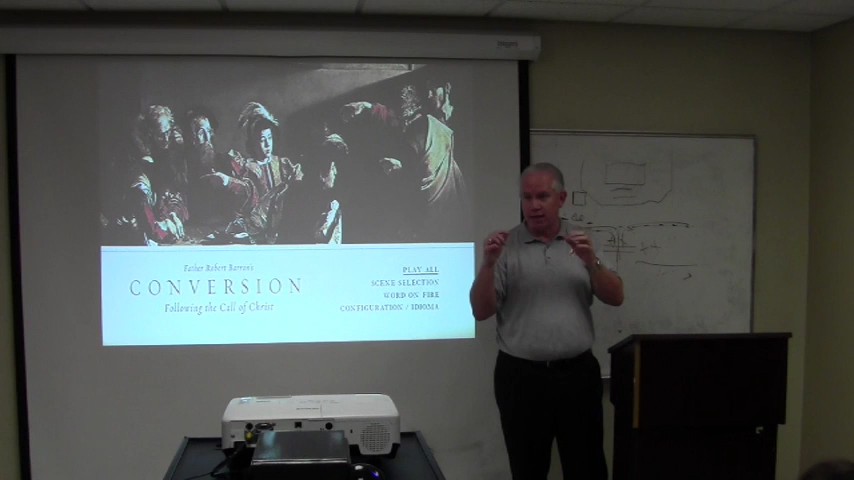 Father Robert Barron's
CONVERSION
Following the Call of Christ
PLAY ALL
SCENE SELECTION
WORD ON FIRE
CONFIGURATION / IDIOMA